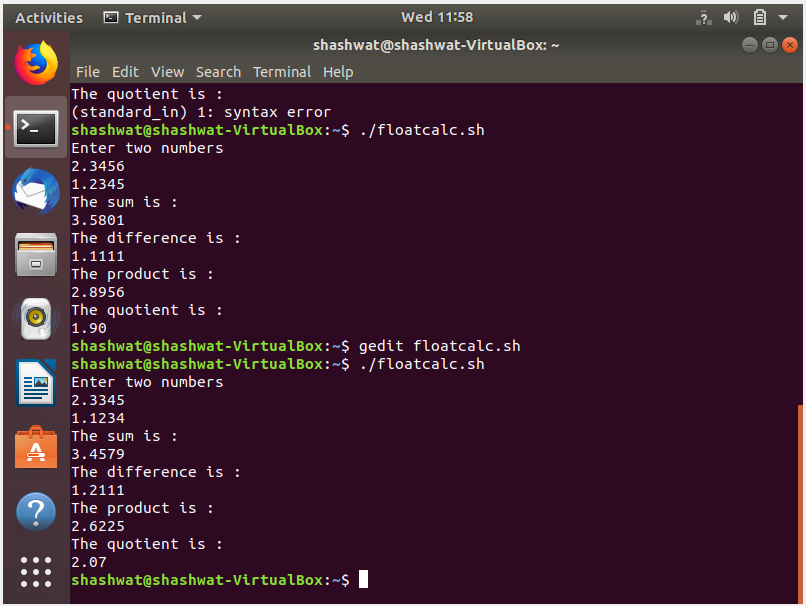 Activities Terminal Wed 11:58
shashwat@shashwat-VirtualBox: ~
File Edit View Search Terminal Help
The quotient is :
(standard_in) 1: syntax error
shashwat@shashwat-VirtualBox:~$ ./floatcalc.sh
Enter two numbers
2.3456
1.2345
The sum is :
3.5801
The difference is :
1.1111
The product is :
2.8956
The quotient is :
1.90
shashwat@shashwat-VirtualBox:~$ gedit floatcalc.sh
shashwat@shashwat-VirtualBox:~$ ./floatcalc.sh
Enter two numbers
2.3345
1.1234
The sum is :
3.4579
The difference is :
1.2111
The product is :
2.6225
The quotient is :
2.07
shashwat@shashwat-VirtualBox:~$